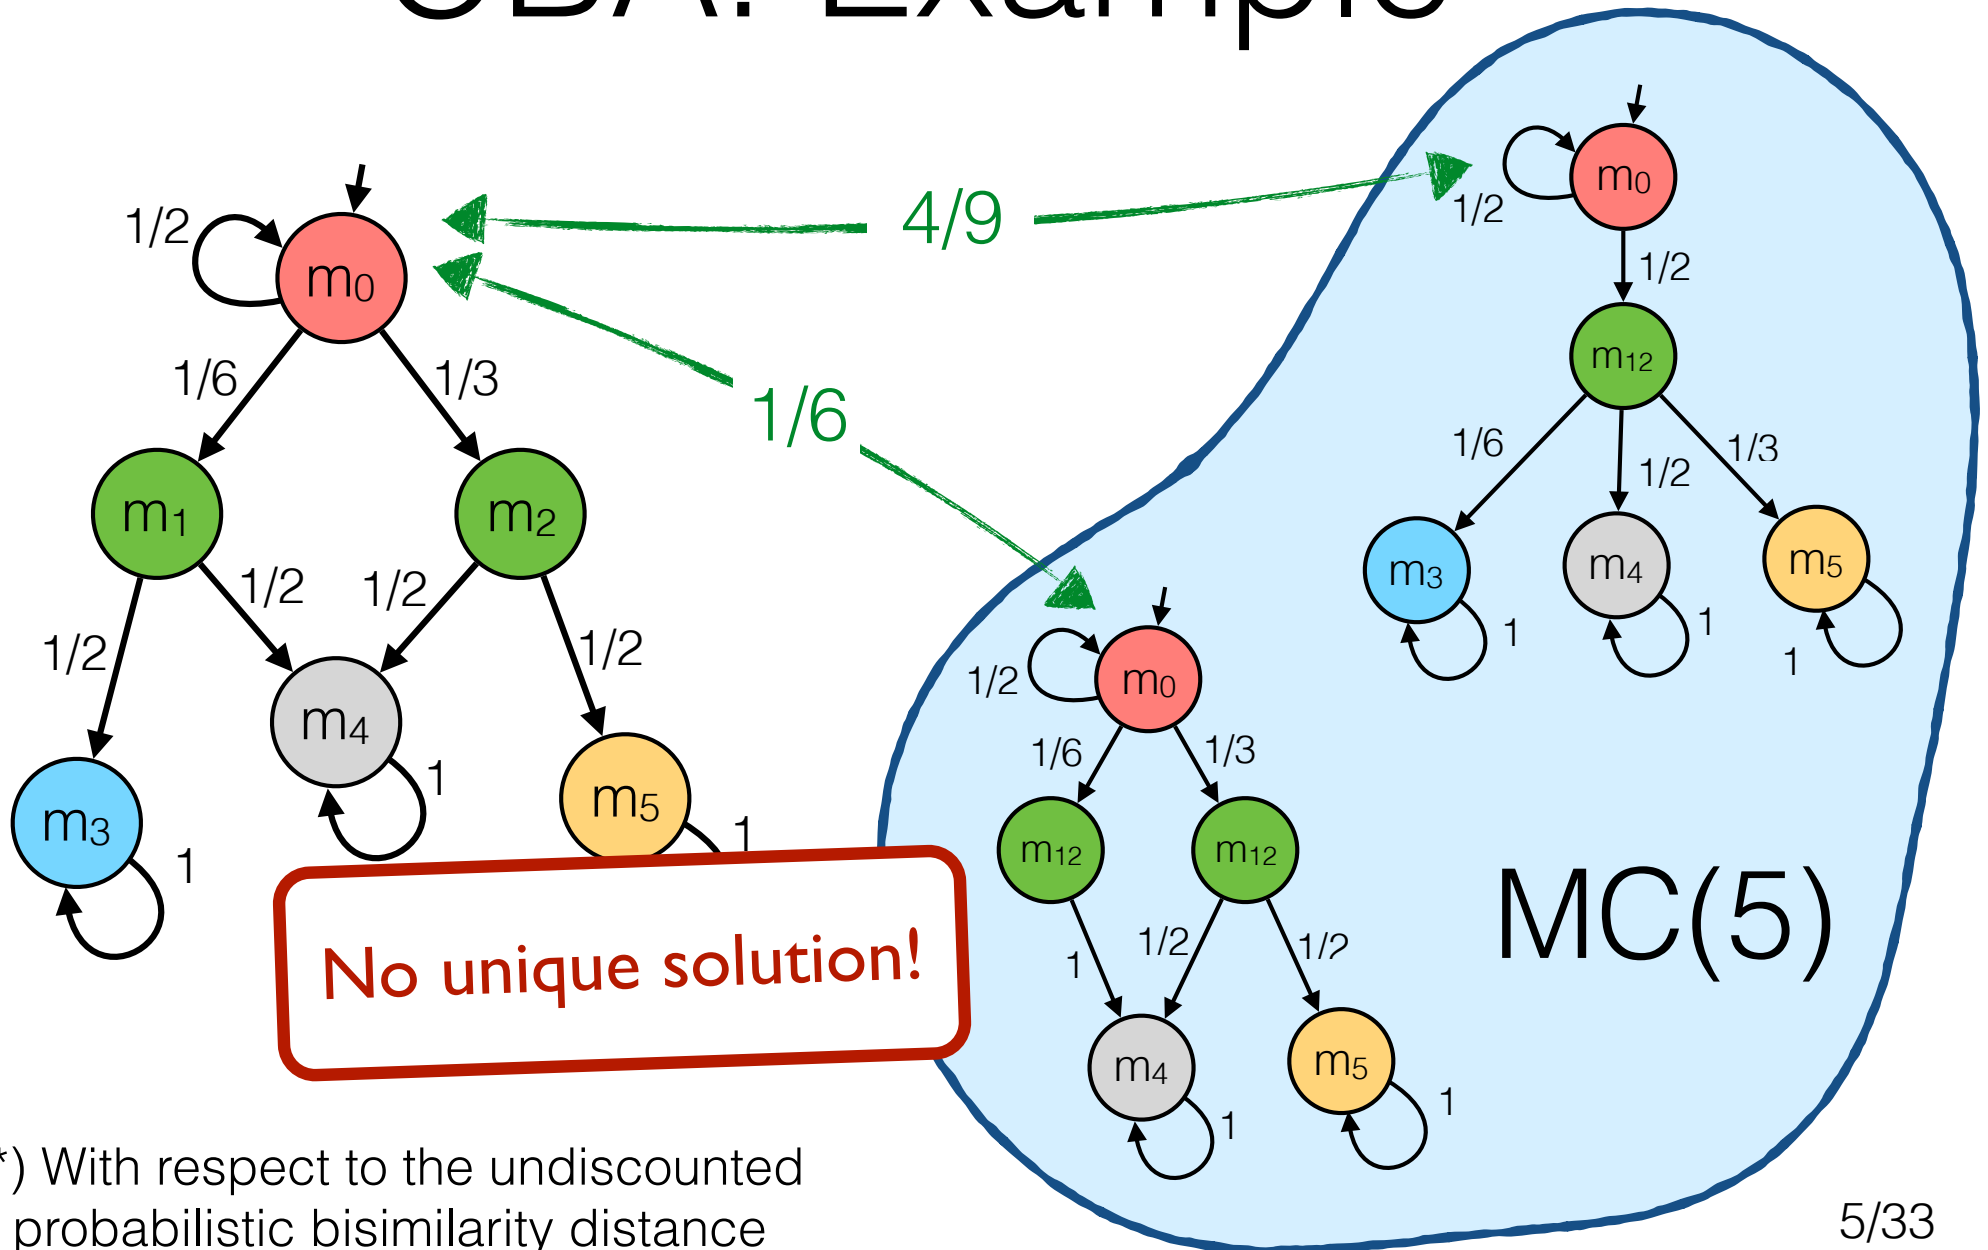 CBA: Example
1/2
m0
1/6
1/3
m1
m2
1/2
1/2
1/2
1/2
m3
m4
m5
1
1
1
No unique solution!
4/9
1/6
m0
1/2
1/2
m12
1/6
1/2
1/3
m3
m4
m5
1
1
1
m0
1/2
1/6
1/3
m12
m12
1
1/2
1/2
m4
m5
1
1
MC(5)
*) With respect to the undiscounted
probabilistic bisimilarity distance
5/33